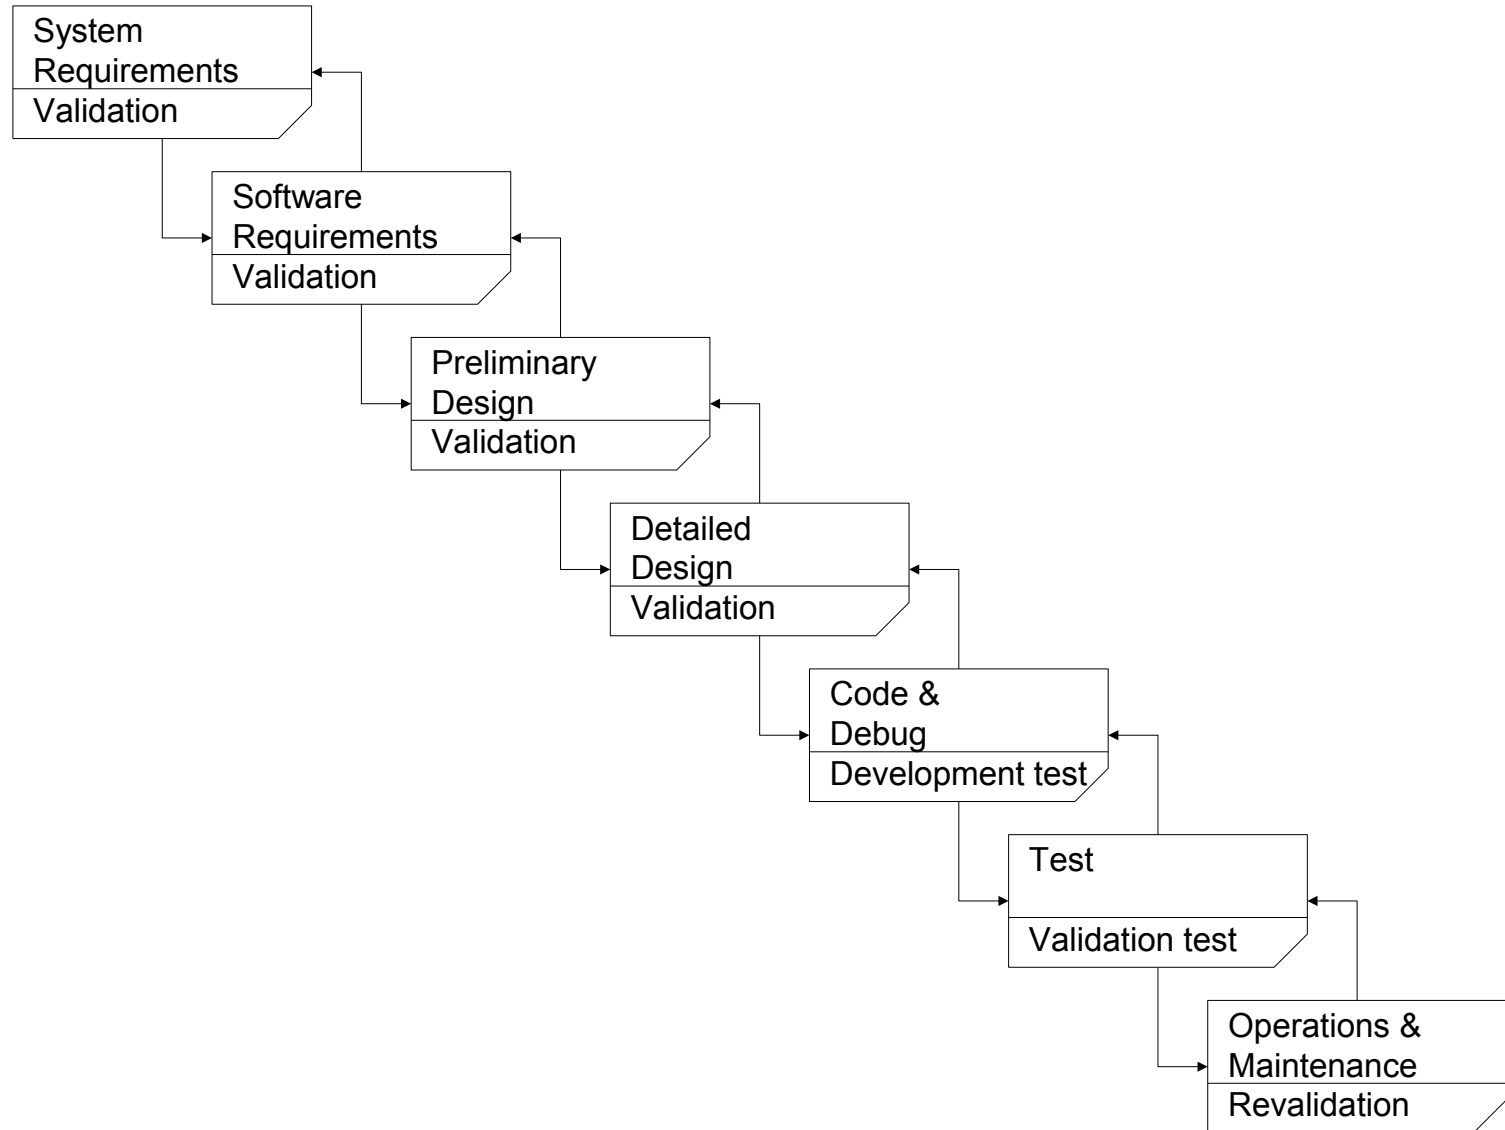 System
Requirements
Validation
Software
Requirements
Validation
Preliminary
Design
Validation
Detailed
Design
Validation
Code &
Debug
Development test
Test
Validation test
Operations &
Maintenance
Revalidation